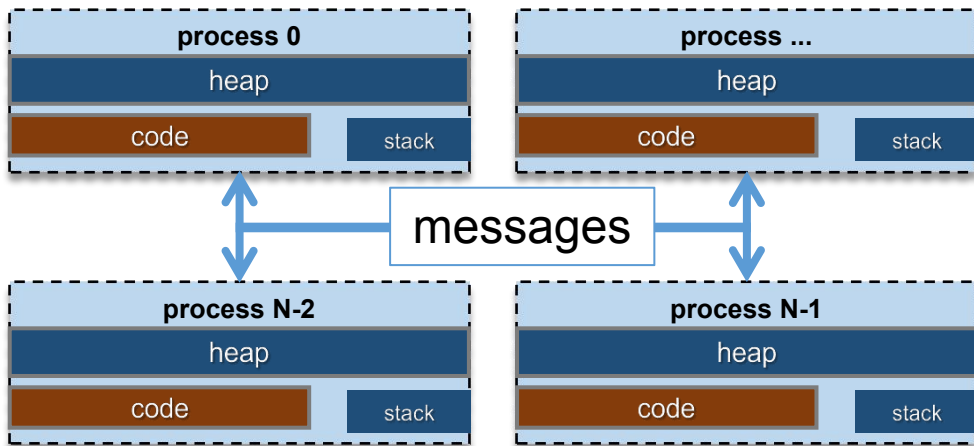 process 0
heap
code
stack
process ...
heap
code
stack
messages
process N-2
heap
code
stack
process N-1
heap
code
stack